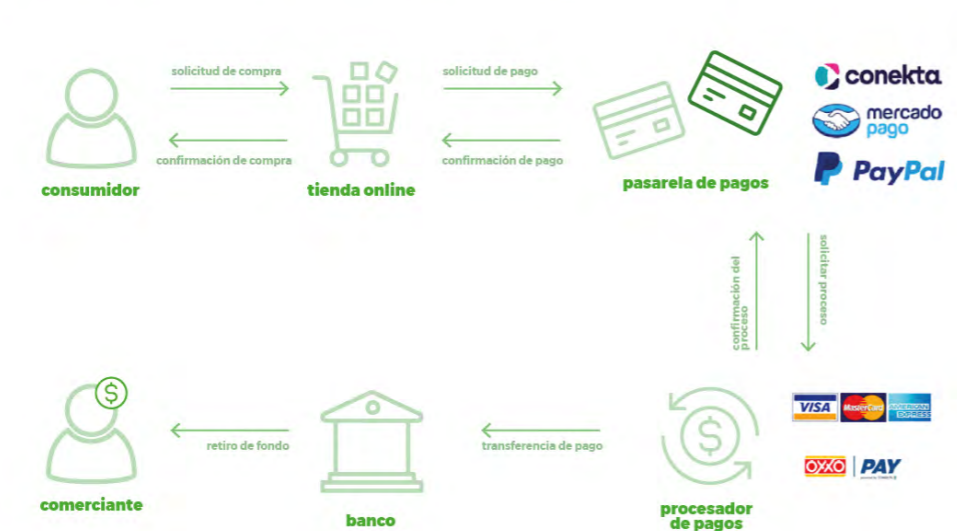 solicitud de compra
confirmación de compra
consumidor
tienda online
solicitud de pago
confirmación de pago
pasarela de pagos
conekta
mercado
pago
PayPal
confirmación del
proceso
solicitar proceso
$
comerciante
retiro de fondo
banco
transferencia de pago
$
procesador
de pagos
VISA
MasterCard
AMERICAN
EXPRESS
OXXO PAY